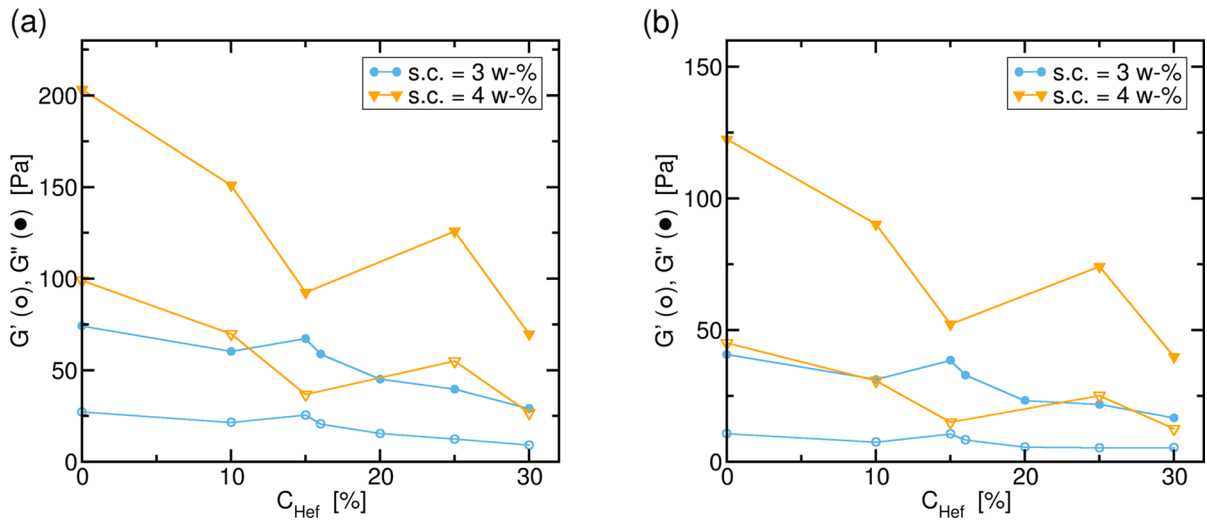 (a)
s.c. = 3 w-%
s.c. = 4 w-%
200
150
100
50
0
0 10 20 30
G' (○), G'' (●) [Pa]
C_Hef [%]
(b)
s.c. = 3 w-%
s.c. = 4 w-%
150
100
50
0
0 10 20 30
G' (○), G'' (●) [Pa]
C_Hef [%]